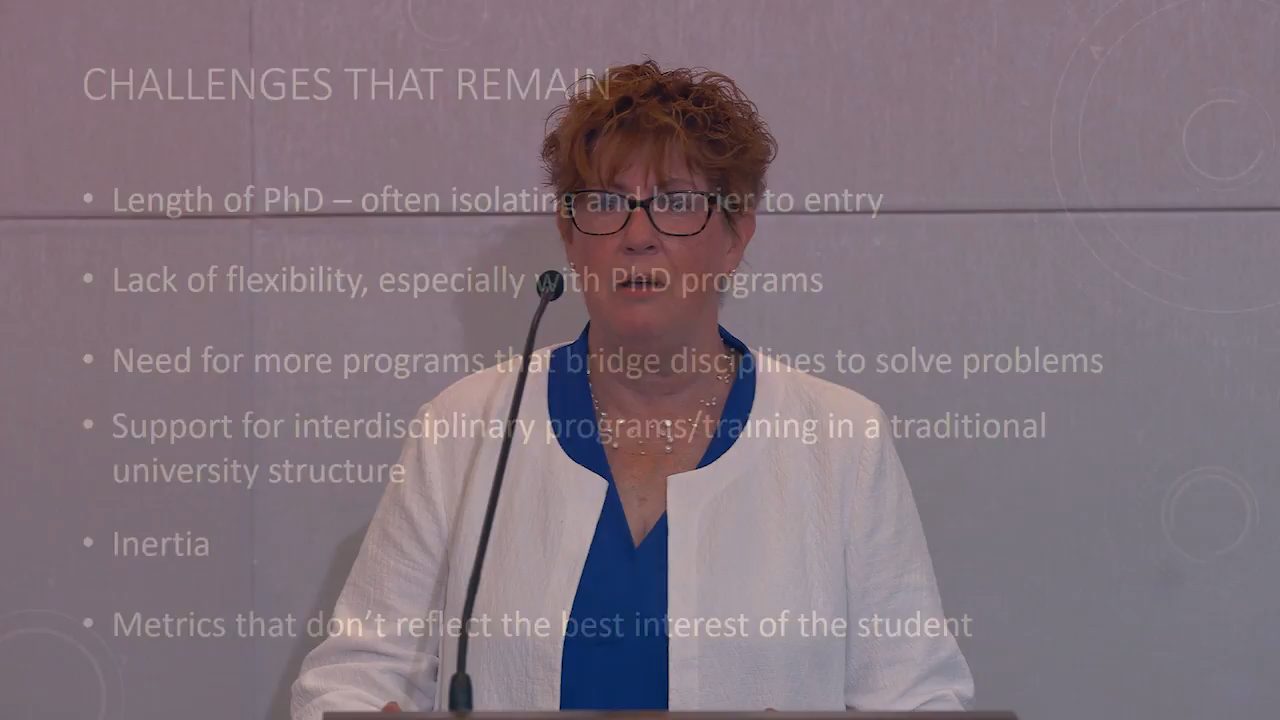 CHALLENGES THAT REMAIN
• Length of PhD – often isolating and barrier to entry
• Lack of flexibility, especially with PhD programs
• Need for more programs that bridge disciplines to solve problems
• Support for interdisciplinary programs/training in a traditional
university structure
• Inertia
• Metrics that don’t reflect the best interest of the student